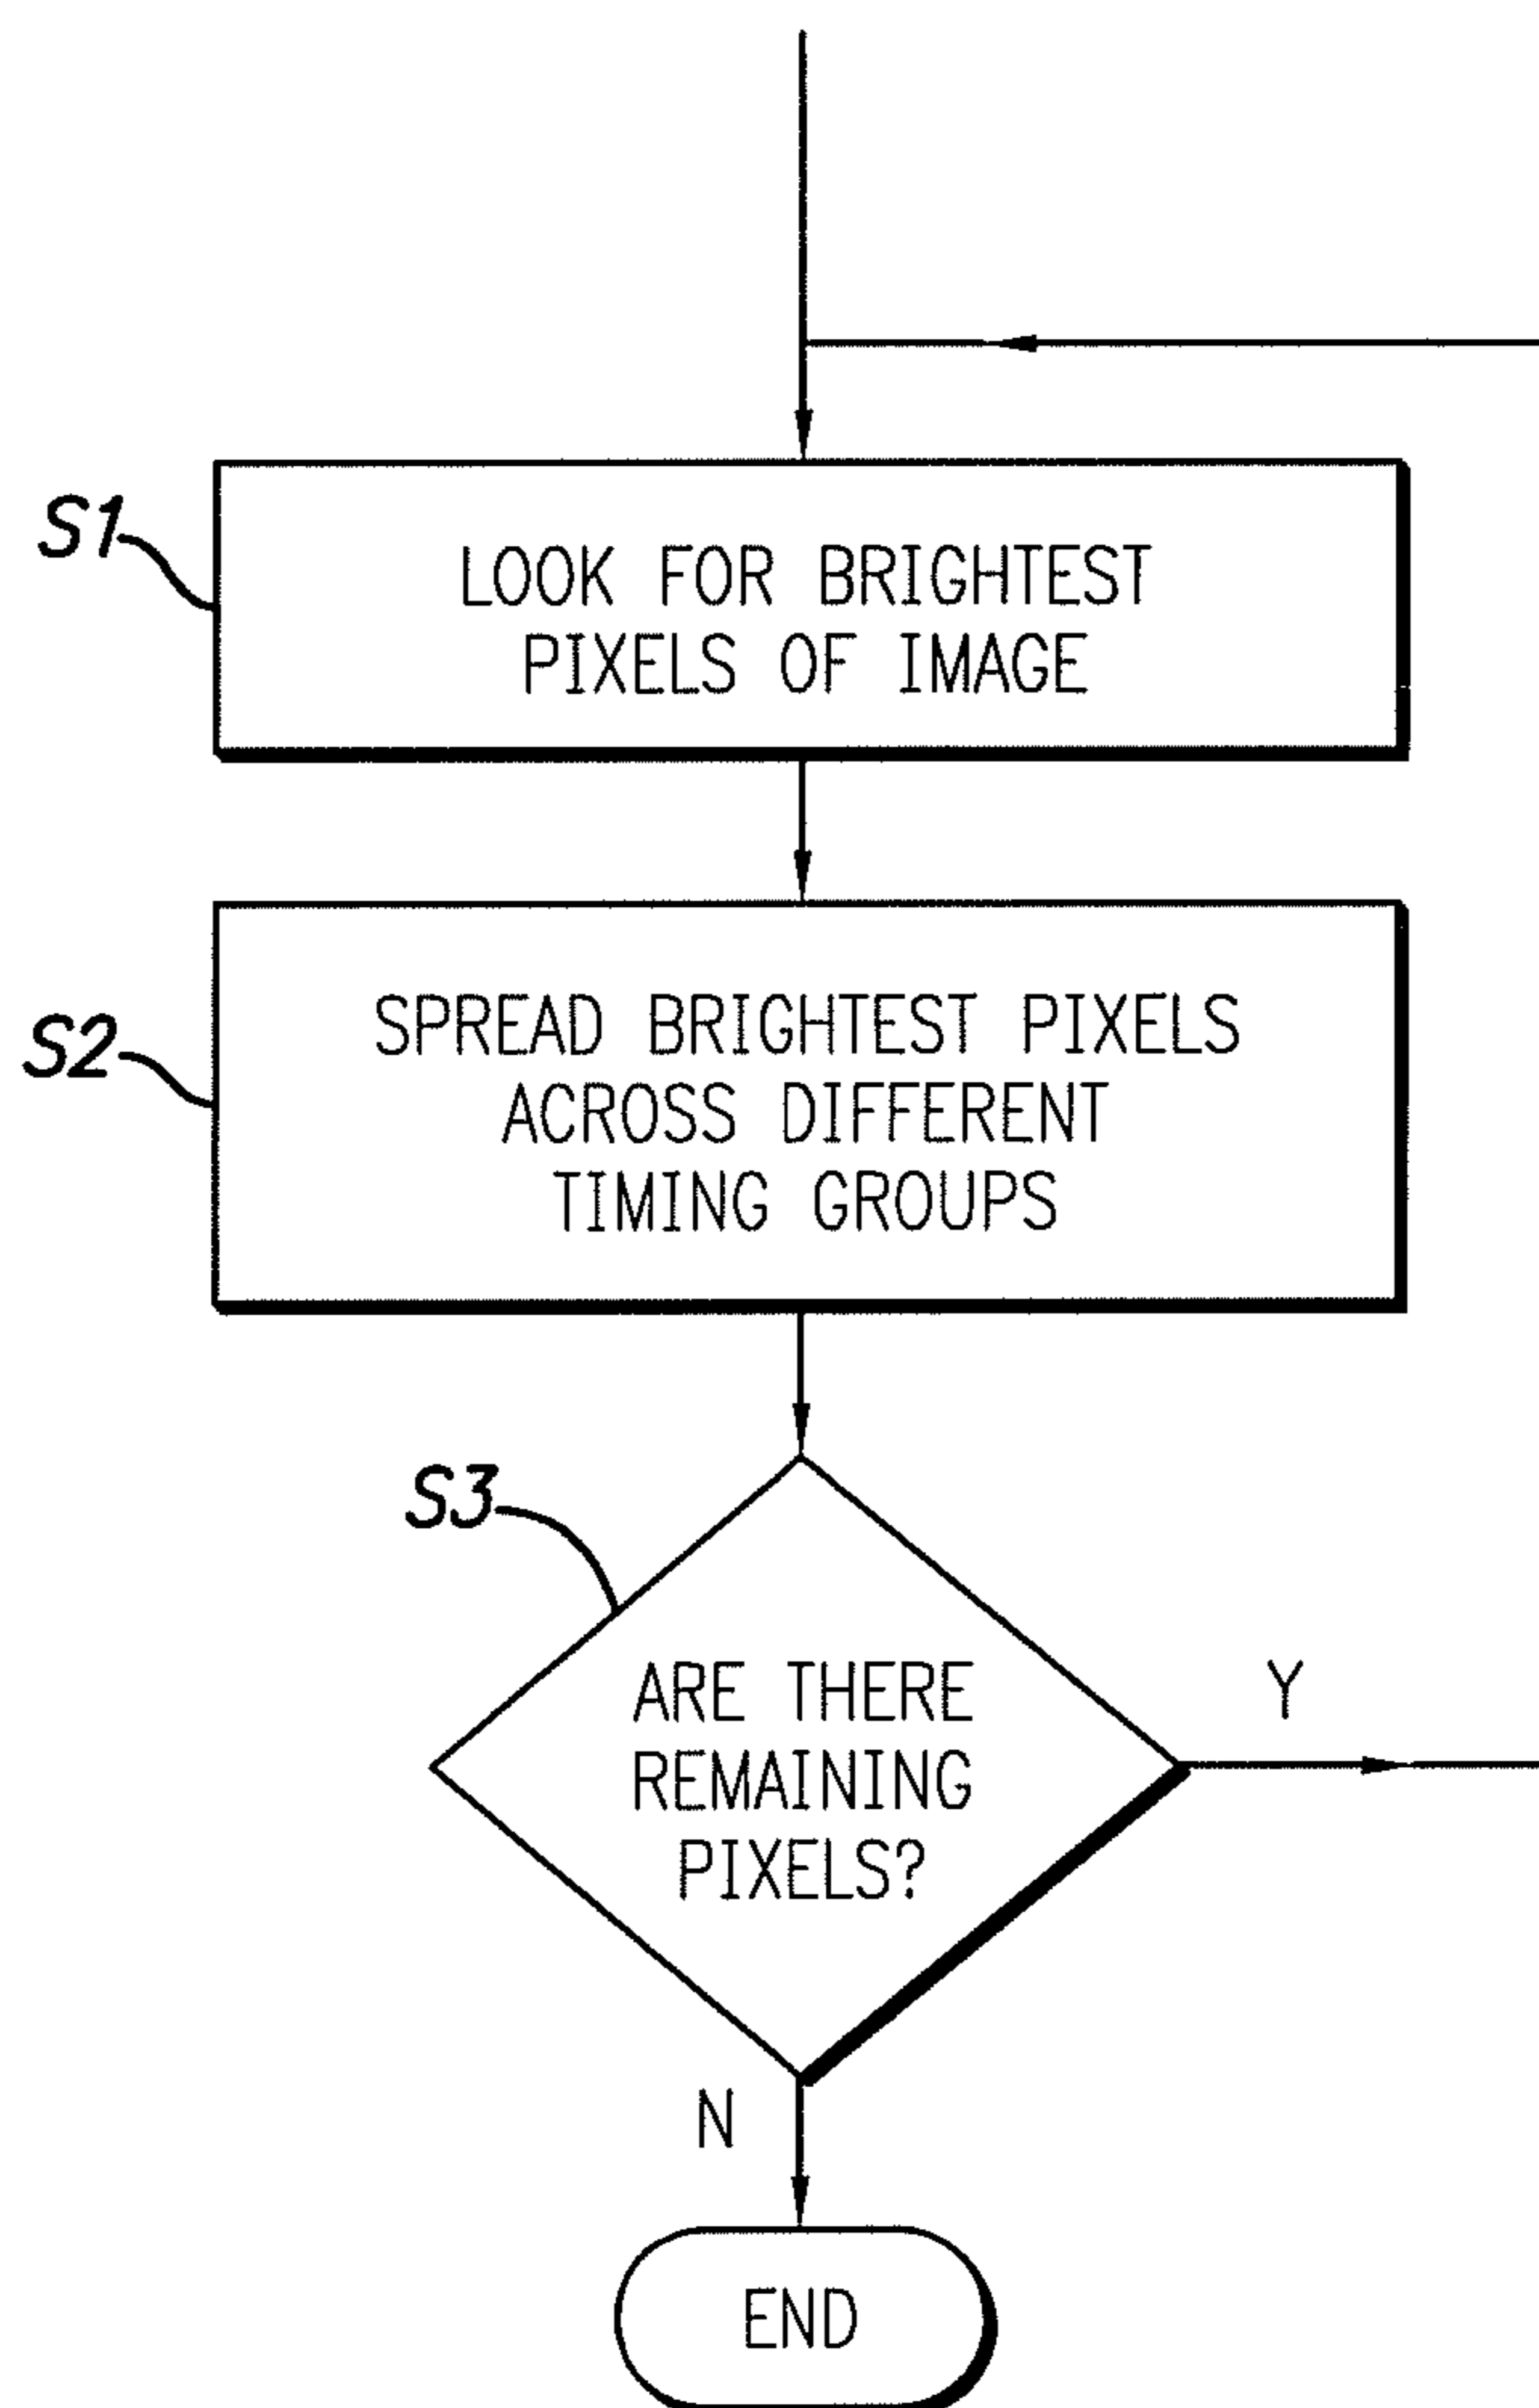 S1
LOOK FOR BRIGHTEST
PIXELS OF IMAGE
S2
SPREAD BRIGHTEST PIXELS
ACROSS DIFFERENT
TIMING GROUPS
S3
ARE THERE
REMAINING
PIXELS?
Y
N
END